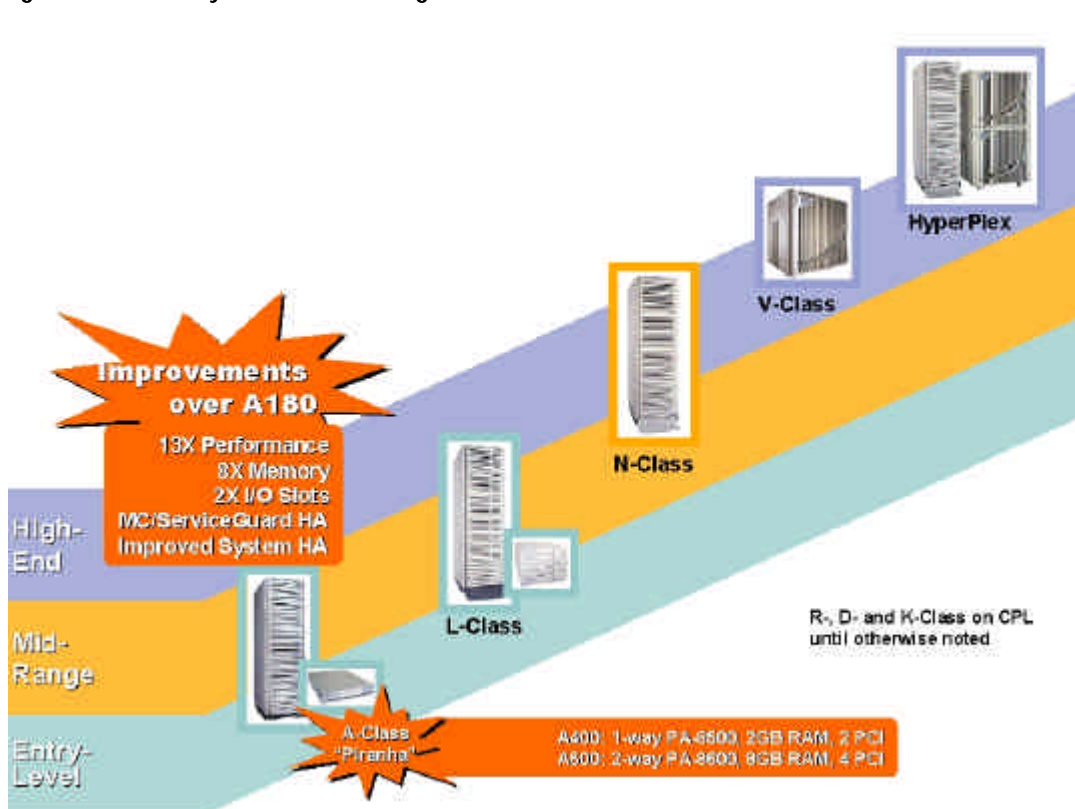 HyperPlex
V-Class
Improvements
over A180
13X Performance
8X Memory
2X I/O Slots
MC/ServiceGuard HA
Improved System HA
N-Class
High-
End
L-Class
R-, D- and K-Class on CPL
until otherwise noted
Mid-
Range
A-Class
"Piranha"
A400; 1-way PA-8500, 2GB RAM, 2 PCI
A500; 2-way PA-8500, 8GB RAM, 4 PCI
Entry-
Level